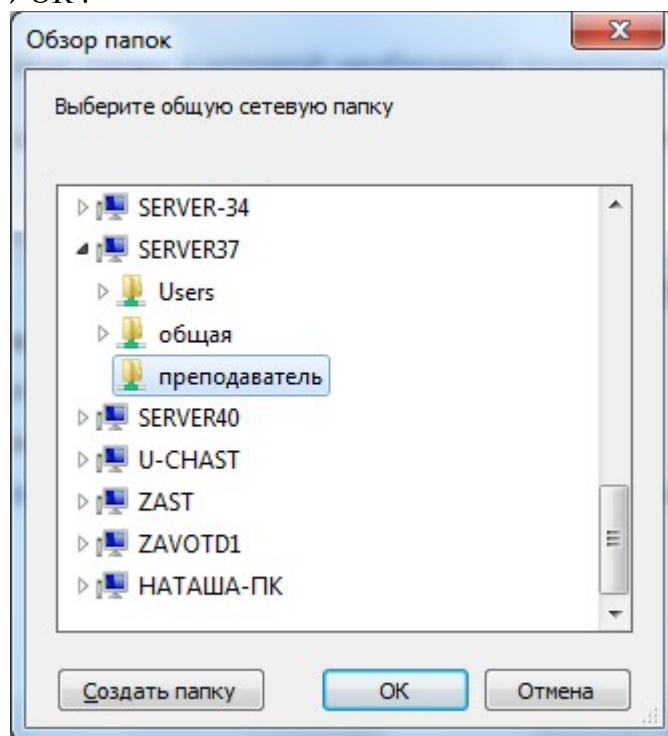 ОК .
Обзор папок
Выберите общую сетевую папку
SERVER-34
SERVER37
Users
общая
преподаватель
SERVER40
U-CHAST
ZAST
ZAVOTD1
НАТАША-ПК
Создать папку
ОК
Отмена